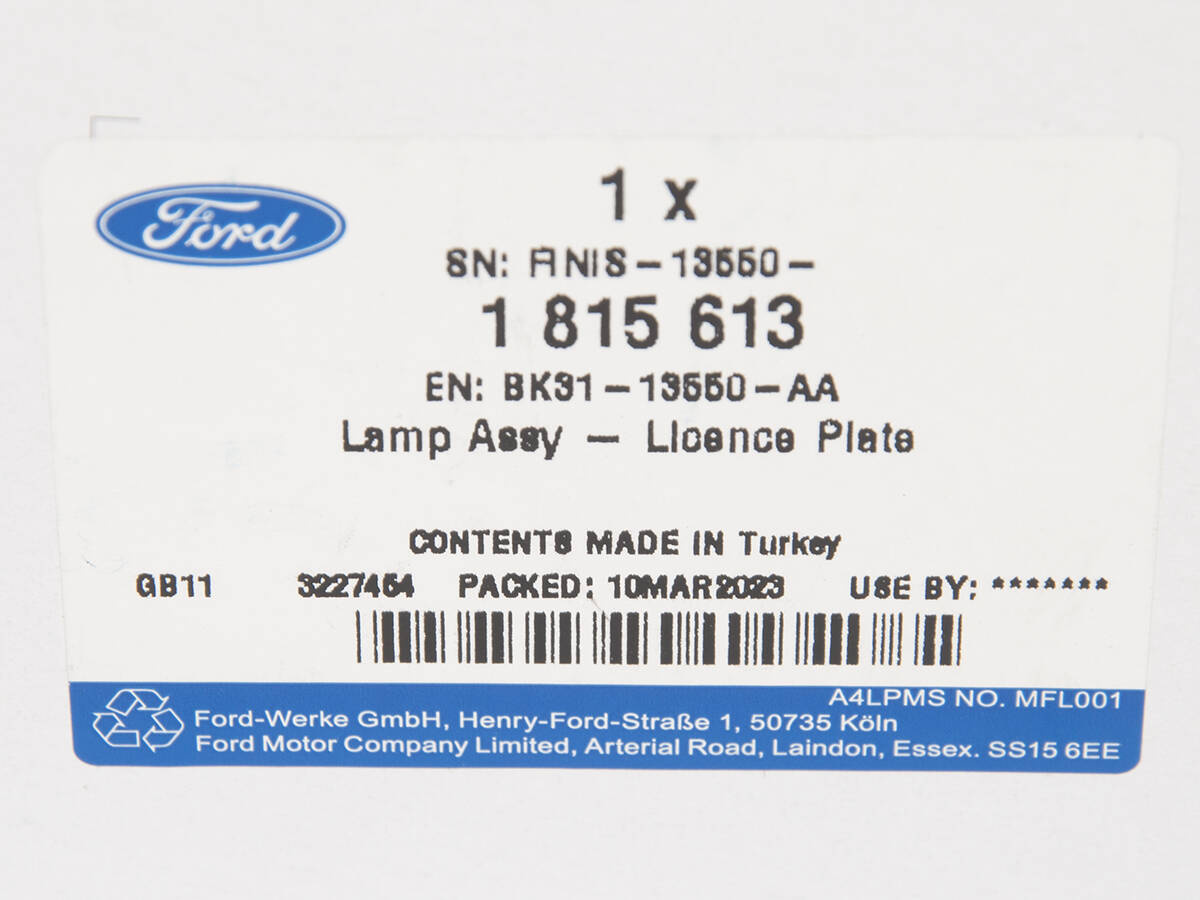 Ford
1 x
SN: FINIS-13550-
1 815 613
EN: BK31-13550-AA
Lamp Assy - Licence Plate
CONTENTS MADE IN Turkey
GB11 3227454 PACKED: 10MAR2023 USE BY: *******
A4LPMS NO. MFL001
Ford-Werke GmbH, Henry-Ford-Straße 1, 50735 Köln
Ford Motor Company Limited, Arterial Road, Laindon, Essex. SS15 6EE